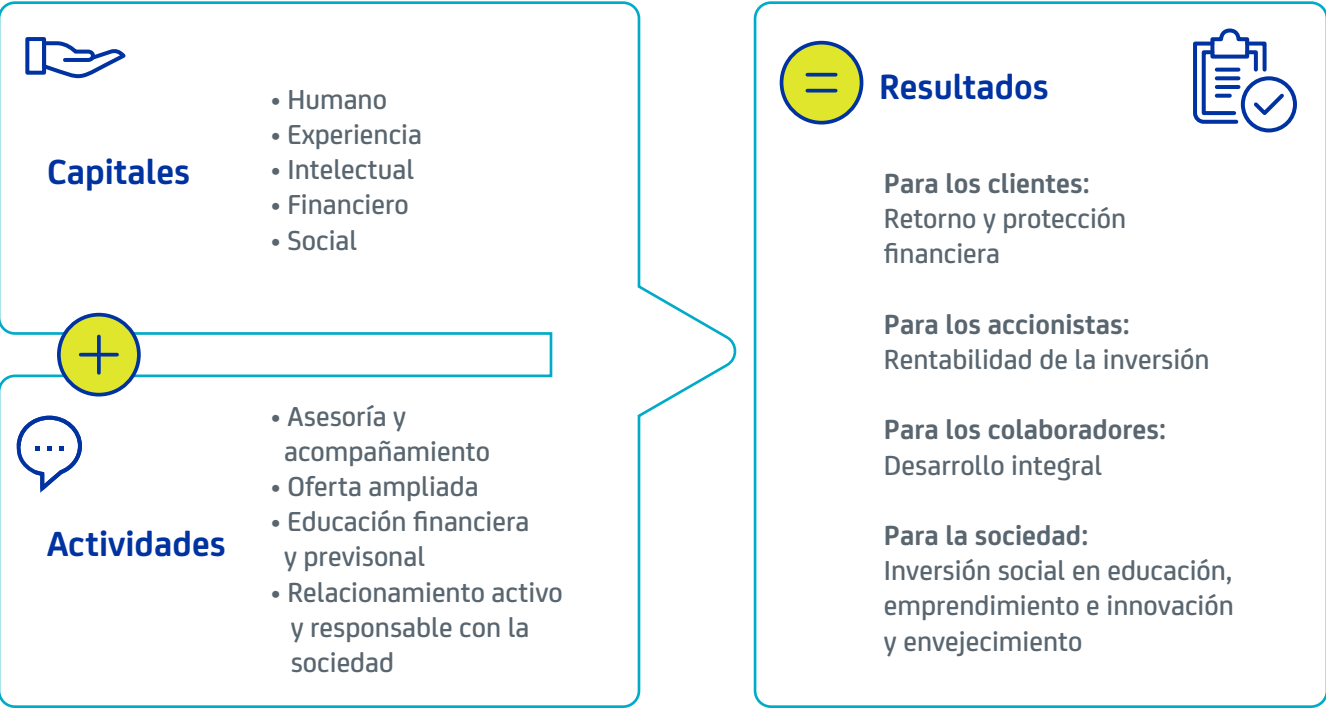 Capitales
• Humano
• Experiencia
• Intelectual
• Financiero
• Social
+
Actividades
• Asesoría y
acompañamiento
• Oferta ampliada
• Educación financiera
y previsonal
• Relacionamiento activo
y responsable con la
sociedad
=
Resultados
Para los clientes:
Retorno y protección
financiera
Para los accionistas:
Rentabilidad de la inversión
Para los colaboradores:
Desarrollo integral
Para la sociedad:
Inversión social en educación,
emprendimiento e innovación
y envejecimiento